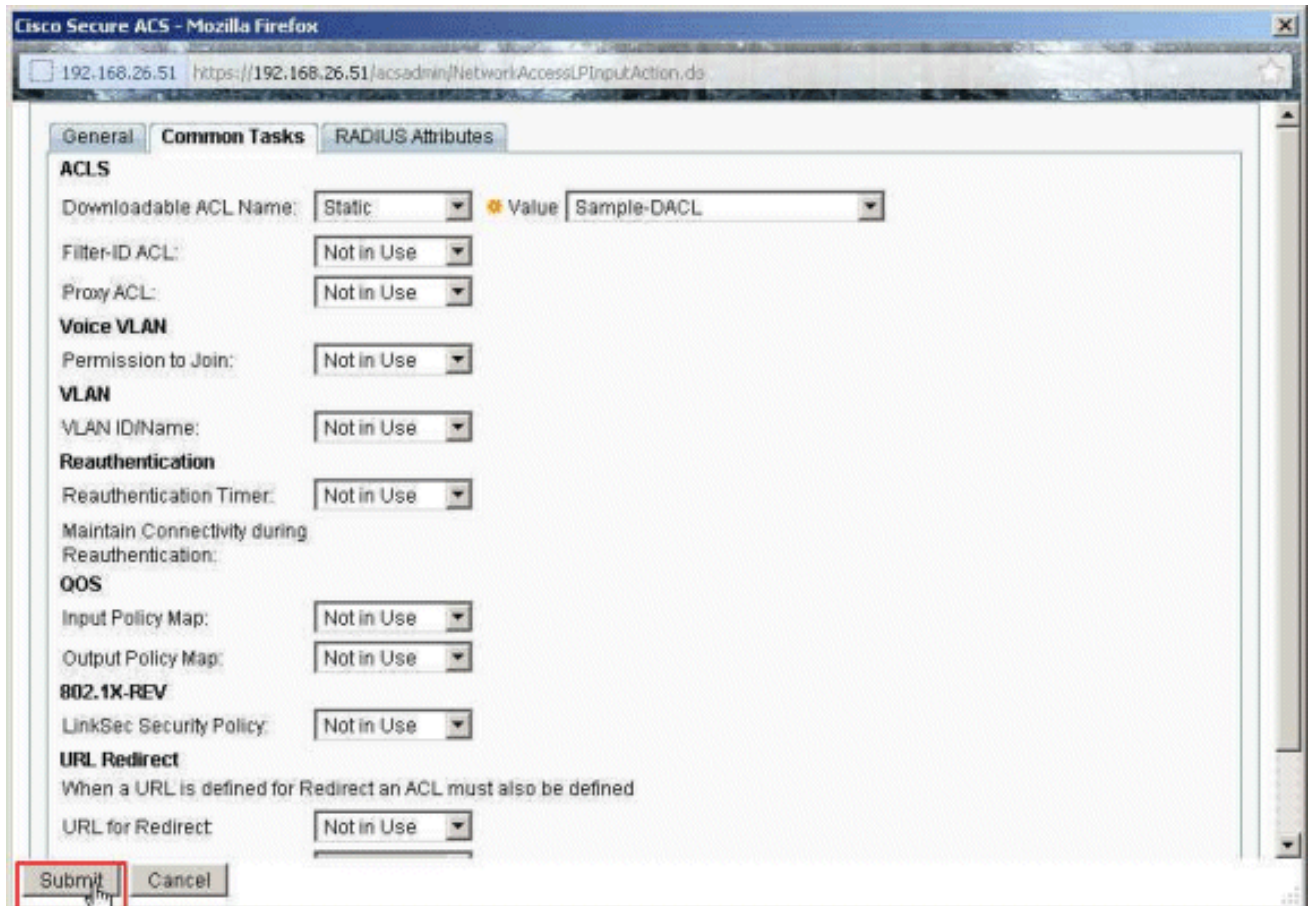 Cisco Secure ACS - Mozilla Firefox
192.168.26.51 https://192.168.26.51/acsadmin/NetworkAccessLPInputAction.do
General Common Tasks RADIUS Attributes
ACLS
Downloadable ACL Name: Static Value Sample-DACL
Filter-ID ACL: Not in Use
Proxy ACL: Not in Use
Voice VLAN
Permission to Join: Not in Use
VLAN
VLAN ID/Name: Not in Use
Reauthentication
Reauthentication Timer: Not in Use
Maintain Connectivity during
Reauthentication:
QOS
Input Policy Map: Not in Use
Output Policy Map: Not in Use
802.1X-REV
LinkSec Security Policy: Not in Use
URL Redirect
When a URL is defined for Redirect an ACL must also be defined
URL for Redirect Not in Use
Submit Cancel